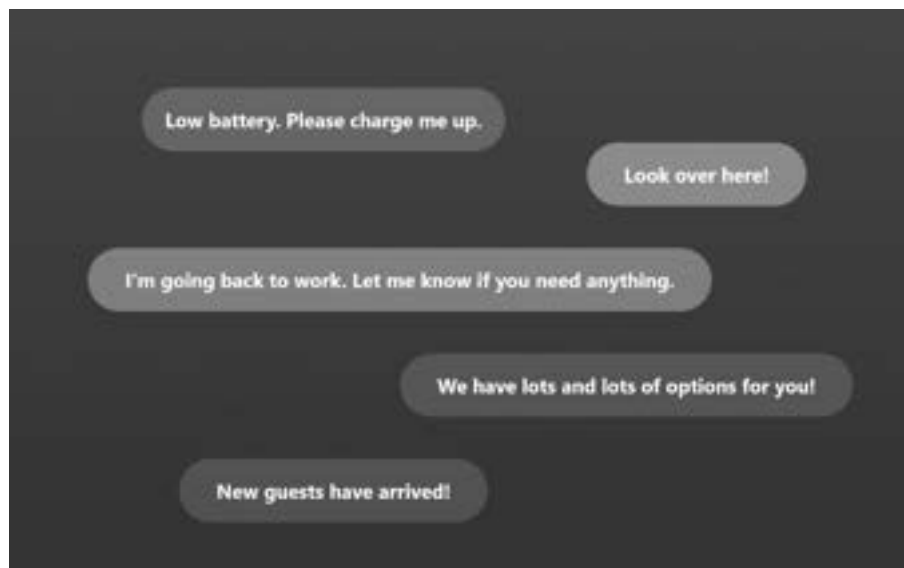 Low battery. Please charge me up.
Look over here!
I'm going back to work. Let me know if you need anything.
We have lots and lots of options for you!
New guests have arrived!